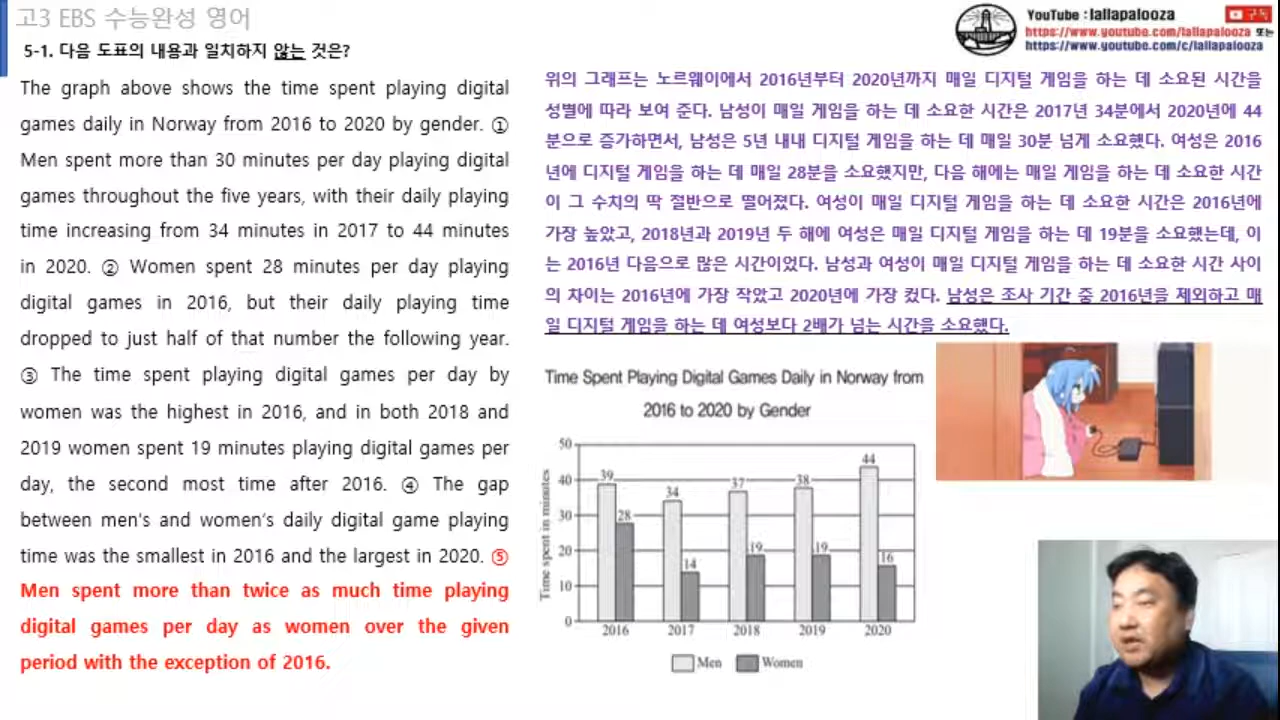 고3 EBS 수능완성 영어
YouTube : lallapalooza
구독
https://www.youtube.com/lallapalooza 또는
https://www.youtube.com/c/lallapalooza
5-1. 다음 도표의 내용과 일치하지 않는 것은?
The graph above shows the time spent playing digital
games daily in Norway from 2016 to 2020 by gender. ①
Men spent more than 30 minutes per day playing digital
games throughout the five years, with their daily playing
time increasing from 34 minutes in 2017 to 44 minutes
in 2020. ② Women spent 28 minutes per day playing
digital games in 2016, but their daily playing time
dropped to just half of that number the following year.
③ The time spent playing digital games per day by
women was the highest in 2016, and in both 2018 and
2019 women spent 19 minutes playing digital games per
day, the second most time after 2016. ④ The gap
between men's and women's daily digital game playing
time was the smallest in 2016 and the largest in 2020. ⑤
Men spent more than twice as much time playing
digital games per day as women over the given
period with the exception of 2016.
위의 그래프는 노르웨이에서 2016년부터 2020년까지 매일 디지털 게임을 하는 데 소요된 시간을
성별에 따라 보여 준다. 남성이 매일 게임을 하는 데 소요한 시간은 2017년 34분에서 2020년에 44
분으로 증가하면서, 남성은 5년 내내 디지털 게임을 하는 데 매일 30분 넘게 소요했다. 여성은 2016
년에 디지털 게임을 하는 데 매일 28분을 소요했지만, 다음 해에는 매일 게임을 하는 데 소요한 시간
이 그 수치의 딱 절반으로 떨어졌다. 여성이 매일 디지털 게임을 하는 데 소요한 시간은 2016년에
가장 높았고, 2018년과 2019년 두 해에 여성은 매일 디지털 게임을 하는 데 19분을 소요했는데, 이
는 2016년 다음으로 많은 시간이었다. 남성과 여성이 매일 디지털 게임을 하는 데 소요한 시간 사이
의 차이는 2016년에 가장 작았고 2020년에 가장 컸다. 남성은 조사 기간 중 2016년을 제외하고 매
일 디지털 게임을 하는 데 여성보다 2배가 넘는 시간을 소요했다.
Time Spent Playing Digital Games Daily in Norway from
2016 to 2020 by Gender
Time spent in minutes
50
40
30
20
10
0
39 28
34 14
37 19
38 19
44 16
2016 2017 2018 2019 2020
Men Women